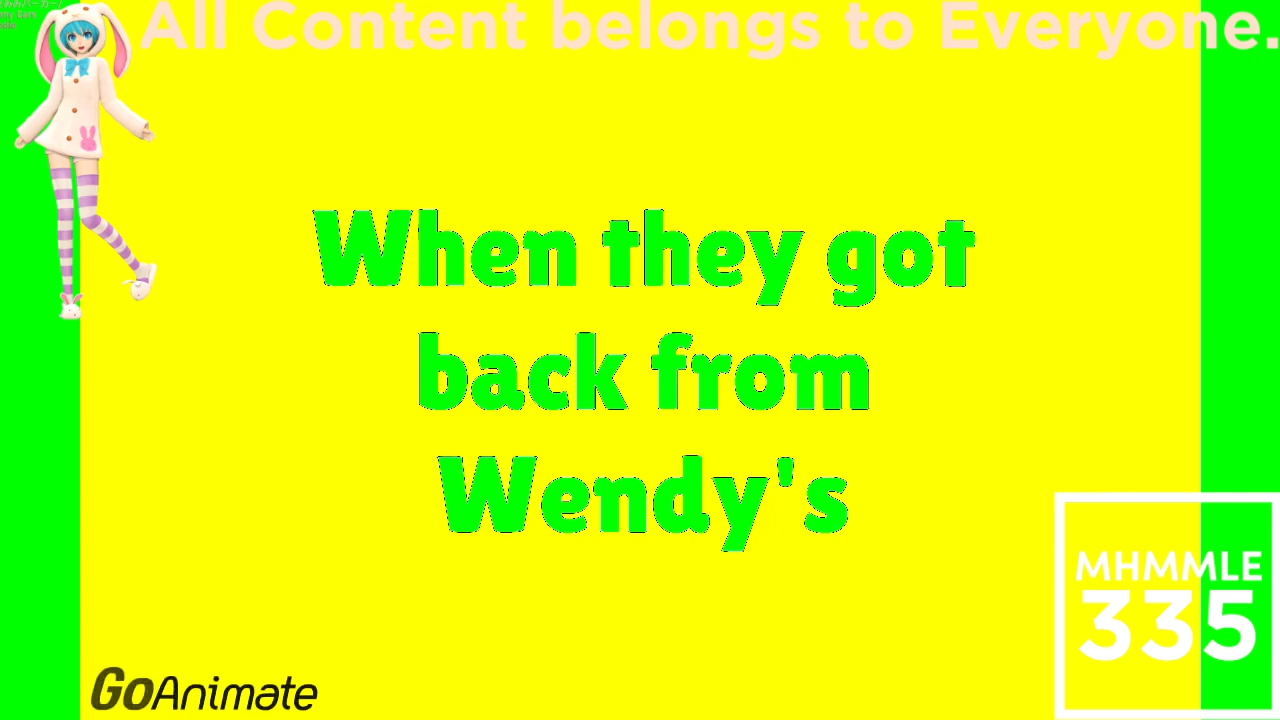 All Content belongs to Everyone.
When they got
back from
Wendy's
MHMMLE
335
GoAnimate